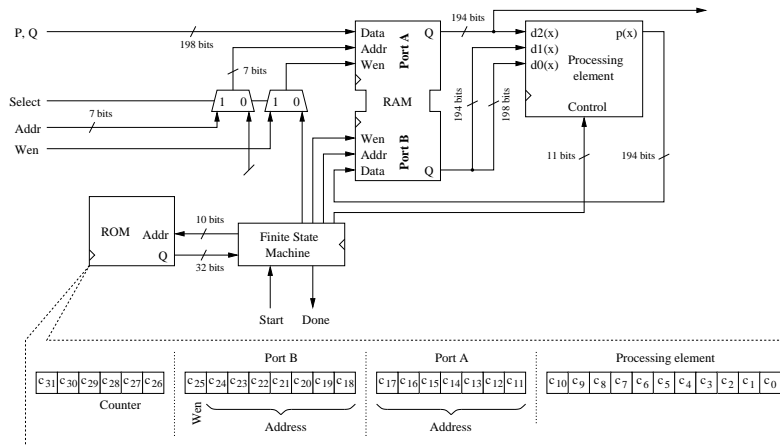 P, Q
198 bits
Data
Addr
Wen
Port A
Q
194 bits
d2(x)
d1(x)
d0(x)
p(x)
Processing
element
Control
7 bits
Select
1 0
1 0
RAM
Addr
7 bits
Wen
Wen
Addr
Data
Port B
Q
194 bits
198 bits
11 bits
194 bits
ROM
Addr
Q
10 bits
32 bits
Finite State
Machine
Start
Done
Port B
Port A
Processing element
c31 c30 c29 c28 c27 c26
c25 c24 c23 c22 c21 c20 c19 c18
c17 c16 c15 c14 c13 c12 c11
c10 c9 c8 c7 c6 c5 c4 c3 c2 c1 c0
Counter
Wen
Address
Address